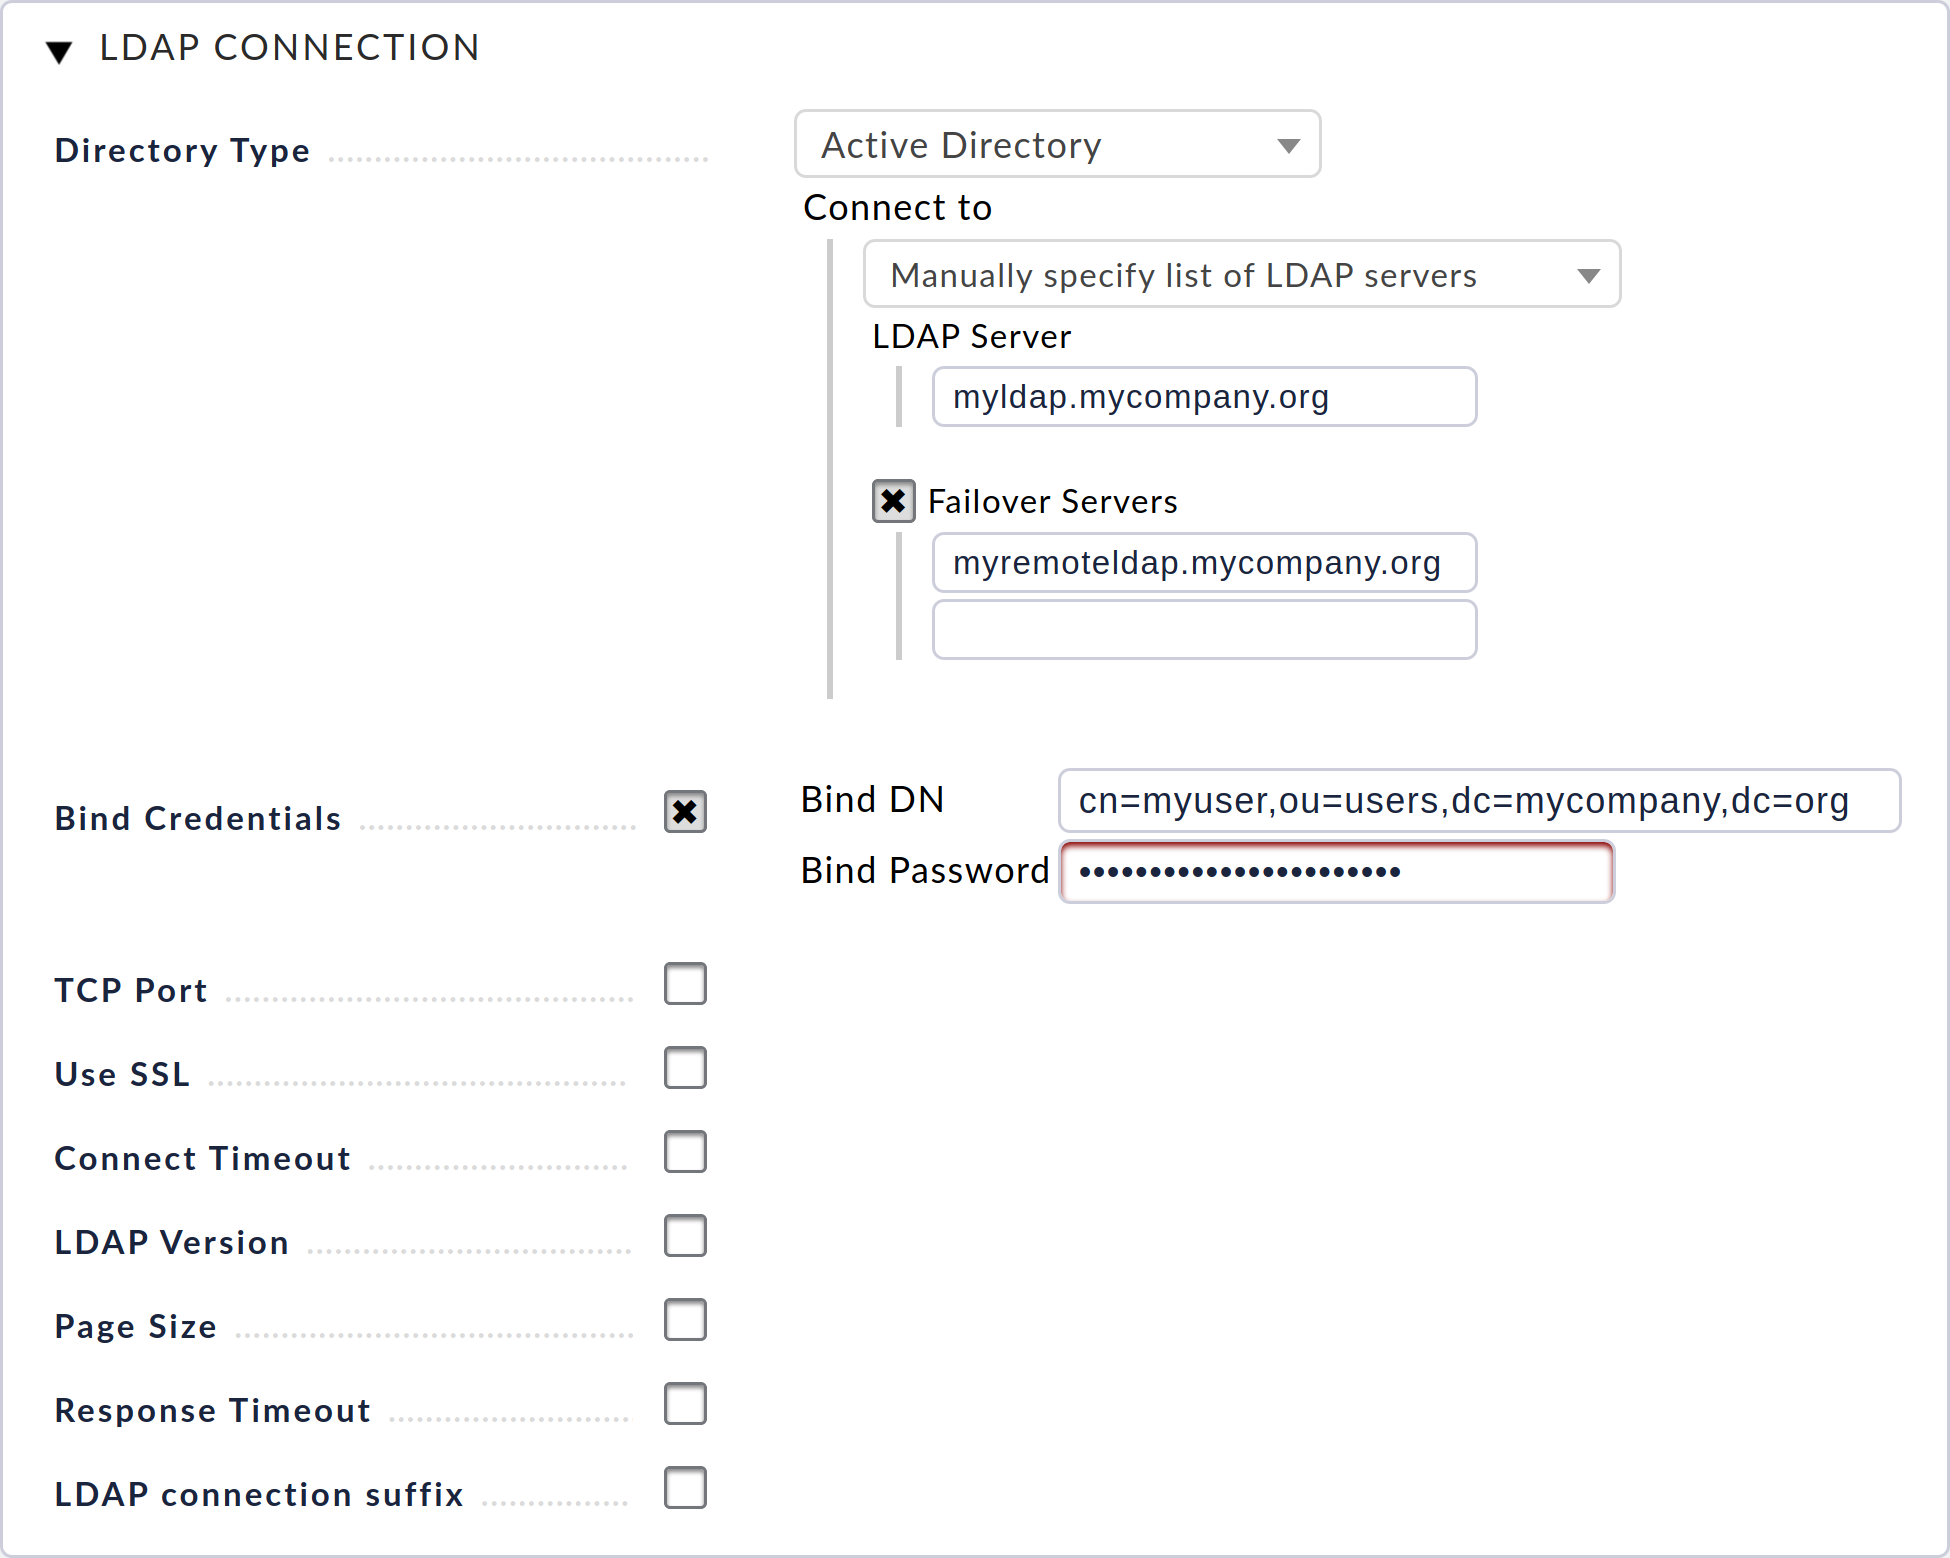 LDAP CONNECTION
Directory Type
Active Directory
Connect to
Manually specify list of LDAP servers
LDAP Server
myldap.mycompany.org
Failover Servers
myremoteldap.mycompany.org
Bind Credentials
Bind DN
cn=myuser,ou=users,dc=mycompany,dc=org
Bind Password
•••••••••••••••••••••••
TCP Port
Use SSL
Connect Timeout
LDAP Version
Page Size
Response Timeout
LDAP connection suffix